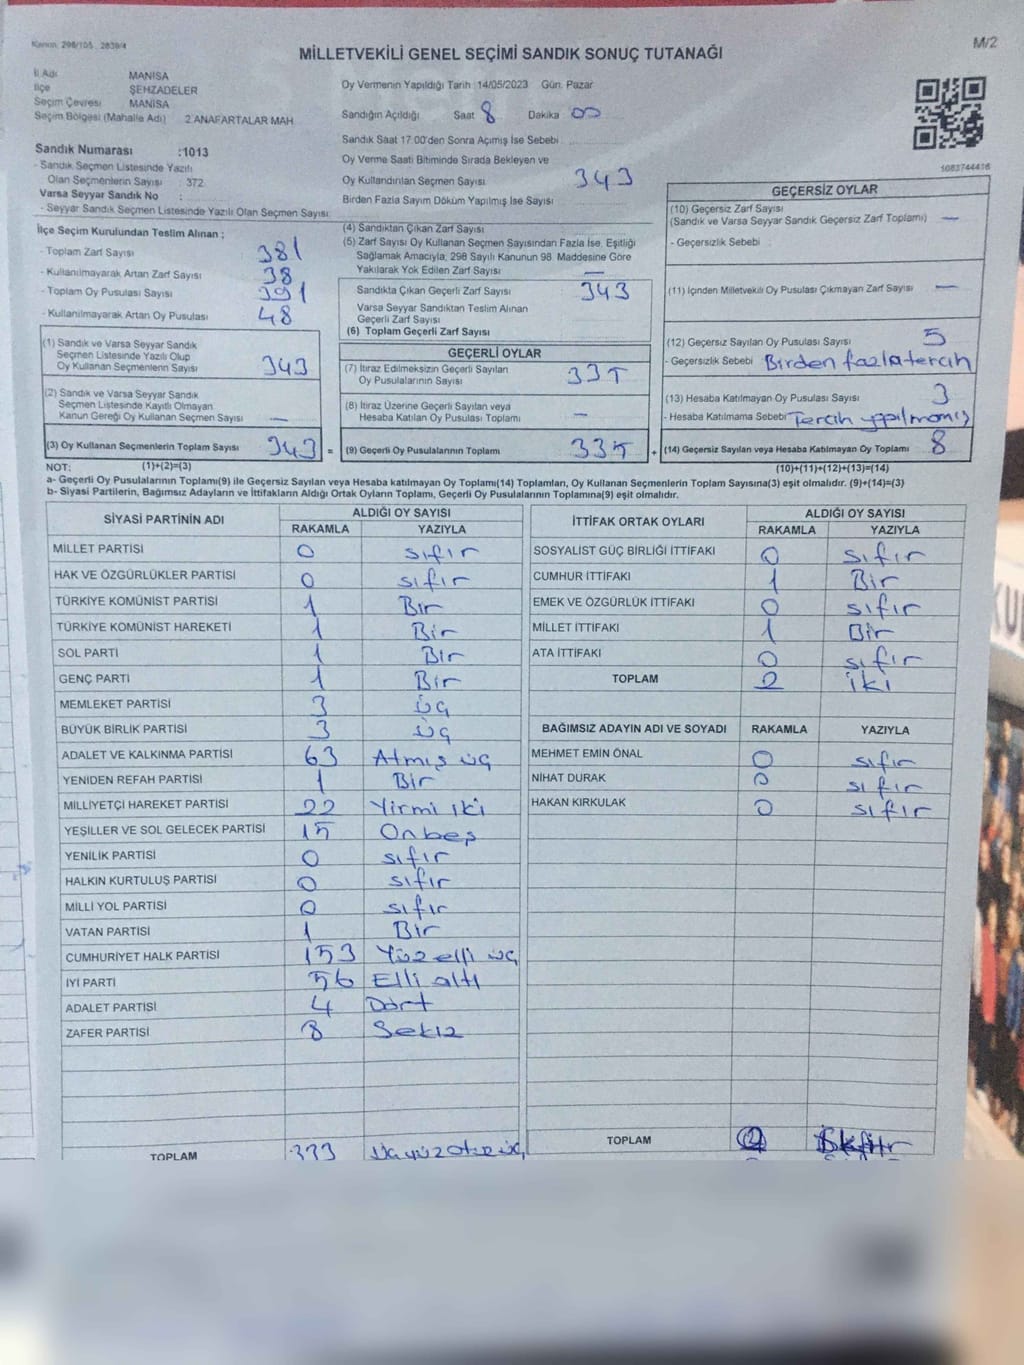 Kanun: 298/105, 2839/4
M/2
MİLLETVEKİLİ GENEL SEÇİMİ SANDIK SONUÇ TUTANAĞI
İl Adı MANİSA
İlçe ŞEHZADELER
Seçim Çevresi MANİSA
Seçim Bölgesi (Mahalle Adı) 2.ANAFARTALAR MAH.
Sandık Numarası :1013
- Sandık Seçmen Listesinde Yazılı
Olan Seçmenlerin Sayısı : 372
Varsa Seyyar Sandık No :
- Seyyar Sandık Seçmen Listesinde Yazılı Olan Seçmen Sayısı
Oy Vermenin Yapıldığı Tarih : 14/05/2023 Gün: Pazar
Sandığın Açıldığı Saat 8 Dakika 00
Sandık Saat 17.00'den Sonra Açımış İse Sebebi
Oy Verme Saati Bitiminde Sırada Bekleyen ve
Oy Kullandırılan Seçmen Sayısı 343
Birden Fazla Sayım Döküm Yapılmış İse Sayısı
1083744416
İlçe Seçim Kurulundan Teslim Alınan ;
- Toplam Zarf Sayısı 381
- Kullanılmayarak Artan Zarf Sayısı 38
- Toplam Oy Pusulası Sayısı 391
- Kullanılmayarak Artan Oy Pusulası 48
(1) Sandık ve Varsa Seyyar Sandık
Seçmen Listesinde Yazılı Olup
Oy Kullanan Seçmenlerin Sayısı 343
(2) Sandık ve Varsa Seyyar Sandık
Seçmen Listesinde Kayıtlı Olmayan
Kanun Gereği Oy Kullanan Seçmen Sayısı —
(3) Oy Kullanan Seçmenlerin Toplam Sayısı 343 =
(4) Sandıktan Çıkan Zarf Sayısı
(5) Zarf Sayısı Oy Kullanan Seçmen Sayısından Fazla İse, Eşitliği
Sağlamak Amacıyla, 298 Sayılı Kanunun 98. Maddesine Göre
Yakılarak Yok Edilen Zarf Sayısı —
Sandıkta Çıkan Geçerli Zarf Sayısı 343
Varsa Seyyar Sandıktan Teslim Alınan
Geçerli Zarf Sayısı
(6) Toplam Geçerli Zarf Sayısı
GEÇERLİ OYLAR
(7) İtiraz Edilmeksizin Geçerli Sayılan
Oy Pusulalarının Sayısı 335
(8) İtiraz Üzerine Geçerli Sayılan veya
Hesaba Katılan Oy Pusulası Toplamı —
(9) Geçerli Oy Pusulalarının Toplamı 335 +
GEÇERSİZ OYLAR
(10) Geçersiz Zarf Sayısı
(Sandık ve Varsa Seyyar Sandık Geçersiz Zarf Toplamı) —
- Geçersizlik Sebebi :
(11) İçinden Milletvekili Oy Pusulası Çıkmayan Zarf Sayısı —
(12) Geçersiz Sayılan Oy Pusulası Sayısı 5
- Geçersizlik Sebebi Birden fazla tercih
(13) Hesaba Katılmayan Oy Pusulası Sayısı 3
- Hesaba Katılmama Sebebi Tercih yapılmamış
(14) Geçersiz Sayılan veya Hesaba Katılmayan Oy Toplamı 8
NOT: (1)+(2)=(3)
(10)+(11)+(12)+(13)=(14)
a- Geçerli Oy Pusulalarının Toplamı(9) ile Geçersiz Sayılan veya Hesaba katılmayan Oy Toplamı(14) Toplamları, Oy Kullanan Seçmenlerin Toplam Sayısına(3) eşit olmalıdır. (9)+(14)=(3)
b- Siyasi Partilerin, Bağımsız Adayların ve İttifakların Aldığı Ortak Oyların Toplamı, Geçerli Oy Pusulalarının Toplamına(9) eşit olmalıdır.
SİYASİ PARTİNİN ADI ALDIĞI OY SAYISI
RAKAMLA YAZIYLA
MİLLET PARTİSİ 0 sıfır
HAK VE ÖZGÜRLÜKLER PARTİSİ 0 sıfır
TÜRKİYE KOMÜNİST PARTİSİ 1 Bir
TÜRKİYE KOMÜNİST HAREKETİ 1 Bir
SOL PARTİ 1 Bir
GENÇ PARTİ 1 Bir
MEMLEKET PARTİSİ 3 üç
BÜYÜK BİRLİK PARTİSİ 3 üç
ADALET VE KALKINMA PARTİSİ 63 Atmış üç
YENİDEN REFAH PARTİSİ 1 Bir
MİLLİYETÇİ HAREKET PARTİSİ 22 Yirmi iki
YEŞİLLER VE SOL GELECEK PARTİSİ 15 Onbeş
YENİLİK PARTİSİ 0 sıfır
HALKIN KURTULUŞ PARTİSİ 0 sıfır
MİLLİ YOL PARTİSİ 0 sıfır
VATAN PARTİSİ 1 Bir
CUMHURİYET HALK PARTİSİ 153 Yüz elli üç
İYİ PARTİ 56 Elli altı
ADALET PARTİSİ 4 Dört
ZAFER PARTİSİ 8 Sekiz
TOPLAM 333
İTTİFAK ORTAK OYLARI ALDIĞI OY SAYISI
RAKAMLA YAZIYLA
SOSYALİST GÜÇ BİRLİĞİ İTTİFAKI 0 sıfır
CUMHUR İTTİFAKI 1 Bir
EMEK VE ÖZGÜRLÜK İTTİFAKI 0 sıfır
MİLLET İTTİFAKI 1 Bir
ATA İTTİFAKI 0 sıfır
TOPLAM 2 iki
BAĞIMSIZ ADAYIN ADI VE SOYADI RAKAMLA YAZIYLA
MEHMET EMİN ÖNAL 0 sıfır
NİHAT DURAK 0 sıfır
HAKAN KIRKULAK 0 sıfır
TOPLAM